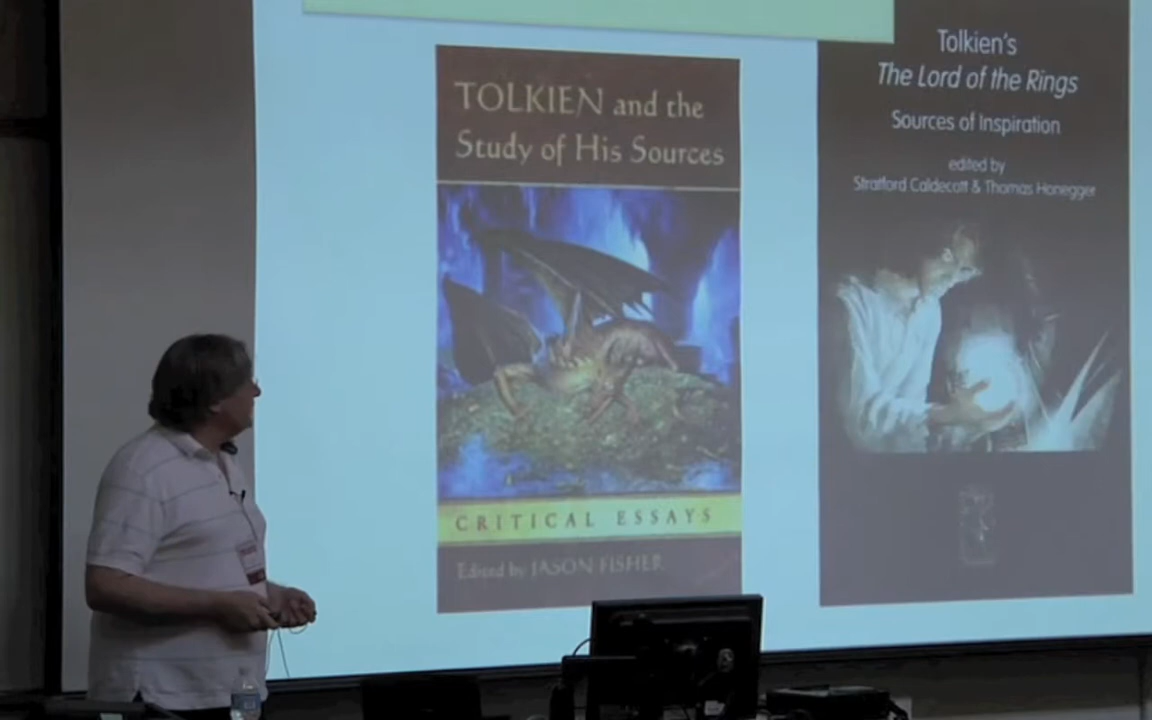 TOLKIEN and the
Study of His Sources
CRITICAL ESSAYS
Edited by JASON FISHER
Tolkien's
The Lord of the Rings
Sources of Inspiration
edited by
Stratford Caldecott & Thomas Honegger